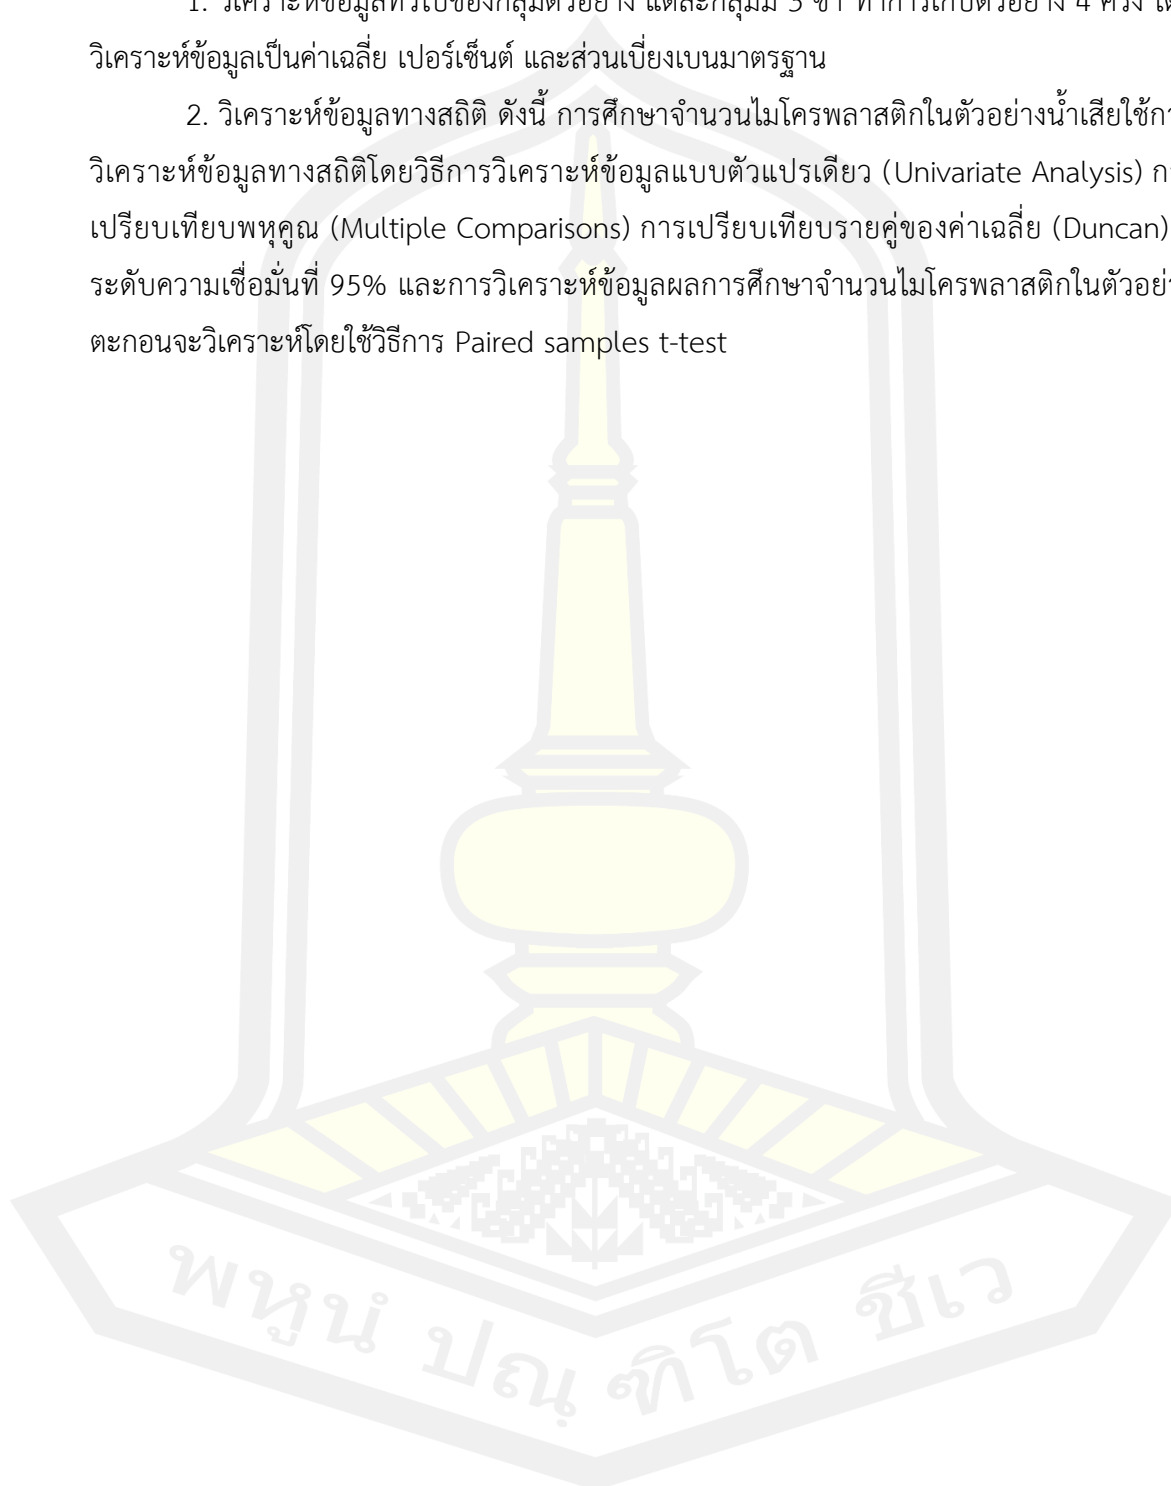 1. วิเคราะห์ข้อมูลทั่วไปของกลุ่มตัวอย่าง แต่ละกลุ่มมี 3 ซ้ำ ทำการเก็บตัวอย่าง 4 ครั้ง
วิเคราะห์ข้อมูลเป็นค่าเฉลี่ย เปอร์เซ็นต์ และส่วนเบี่ยงเบนมาตรฐาน
2. วิเคราะห์ข้อมูลทางสถิติ ดังนี้ การศึกษาจำนวนไมโครพลาสติกในตัวอย่างน้ำเสียใช้
วิเคราะห์ข้อมูลทางสถิติโดยวิธีการวิเคราะห์ข้อมูลแบบตัวแปรเดียว (Univariate Analysis)
เปรียบเทียบพหุคูณ (Multiple Comparisons) การเปรียบเทียบรายคู่ของค่าเฉลี่ย (Duncan)
ระดับความเชื่อมั่นที่ 95% และการวิเคราะห์ข้อมูลผลการศึกษาจำนวนไมโครพลาสติกใน
ตะกอนจะวิเคราะห์โดยใช้วิธีการ Paired samples t-test
พหูนํ ปณฺฑิโต ชีเว